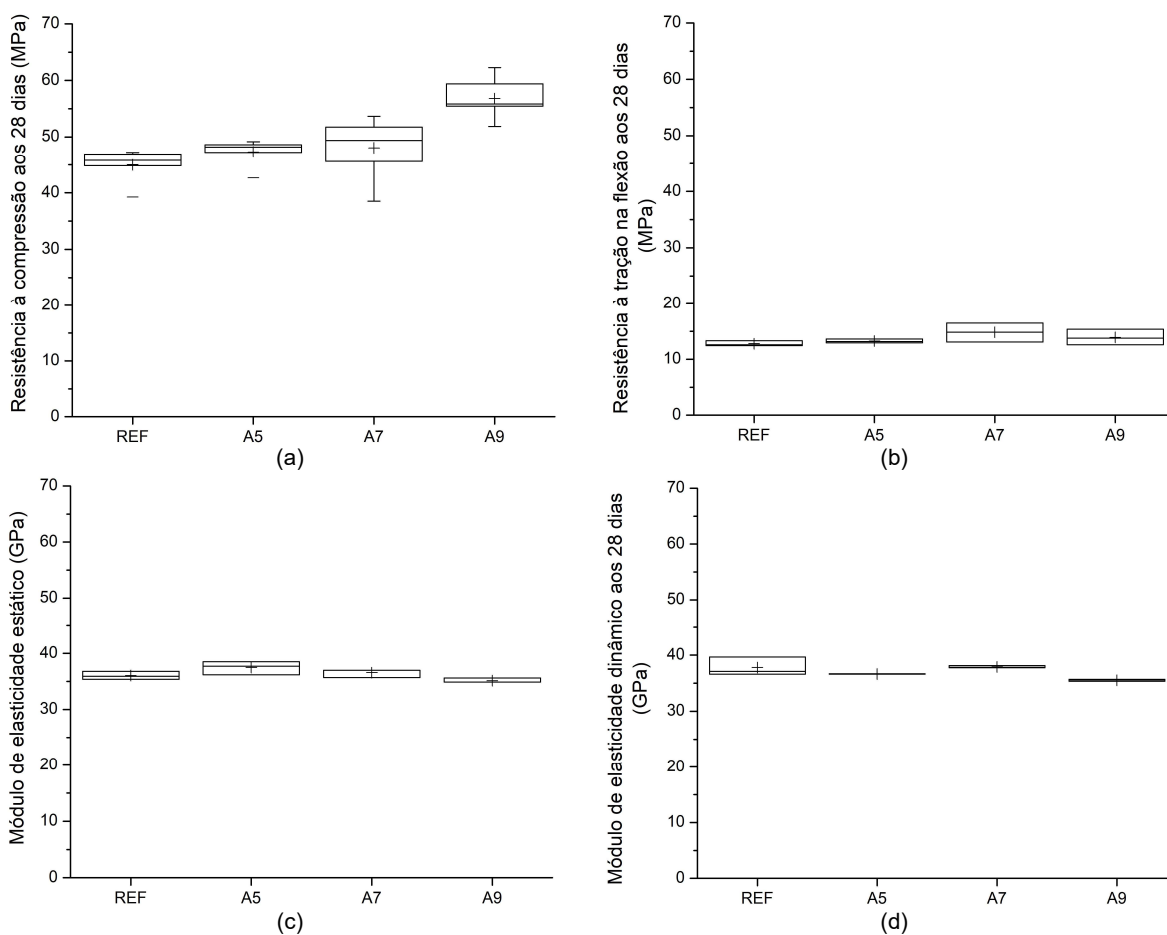 Resistência à compressão aos 28 dias (MPa)
70
60
50
40
30
20
10
0
REF A5 A7 A9
(a)
Resistência à tração na flexão aos 28 dias
(MPa)
70
60
50
40
30
20
10
0
REF A5 A7 A9
(b)
Módulo de elasticidade estático (GPa)
70
60
50
40
30
20
10
0
REF A5 A7 A9
(c)
Módulo de elasticidade dinâmico aos 28 dias
(GPa)
70
60
50
40
30
20
10
0
REF A5 A7 A9
(d)